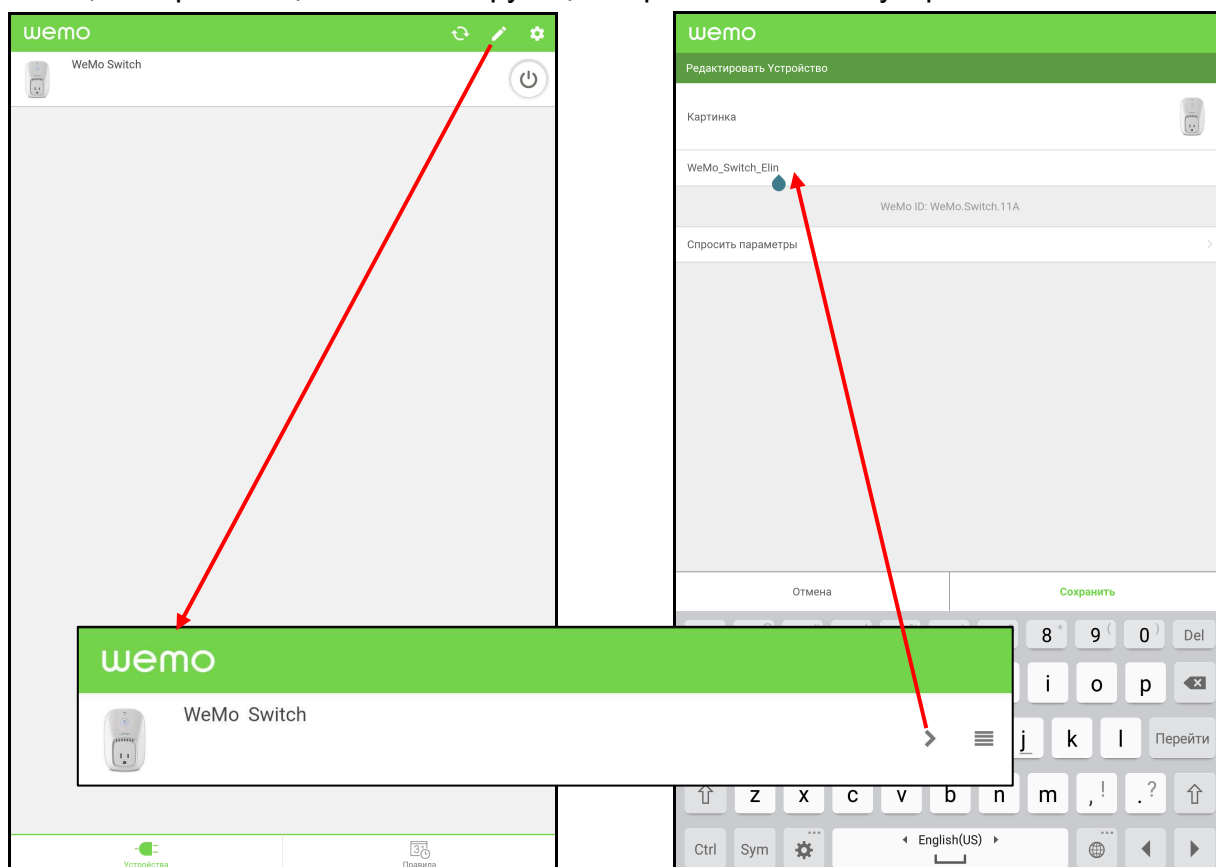 wemo
WeMo Switch
Устройства
Правила
wemo
WeMo Switch
wemo
Редактировать Устройство
Картинка
WeMo_Switch_Elin
WeMo ID: WeMo.Switch.11A
Спросить параметры
Отмена
Сохранить
8 * 9 ( 0 ) Del
i o p
j k l Перейти
z x c v b n m , ! . ?
Ctrl Sym English(US)